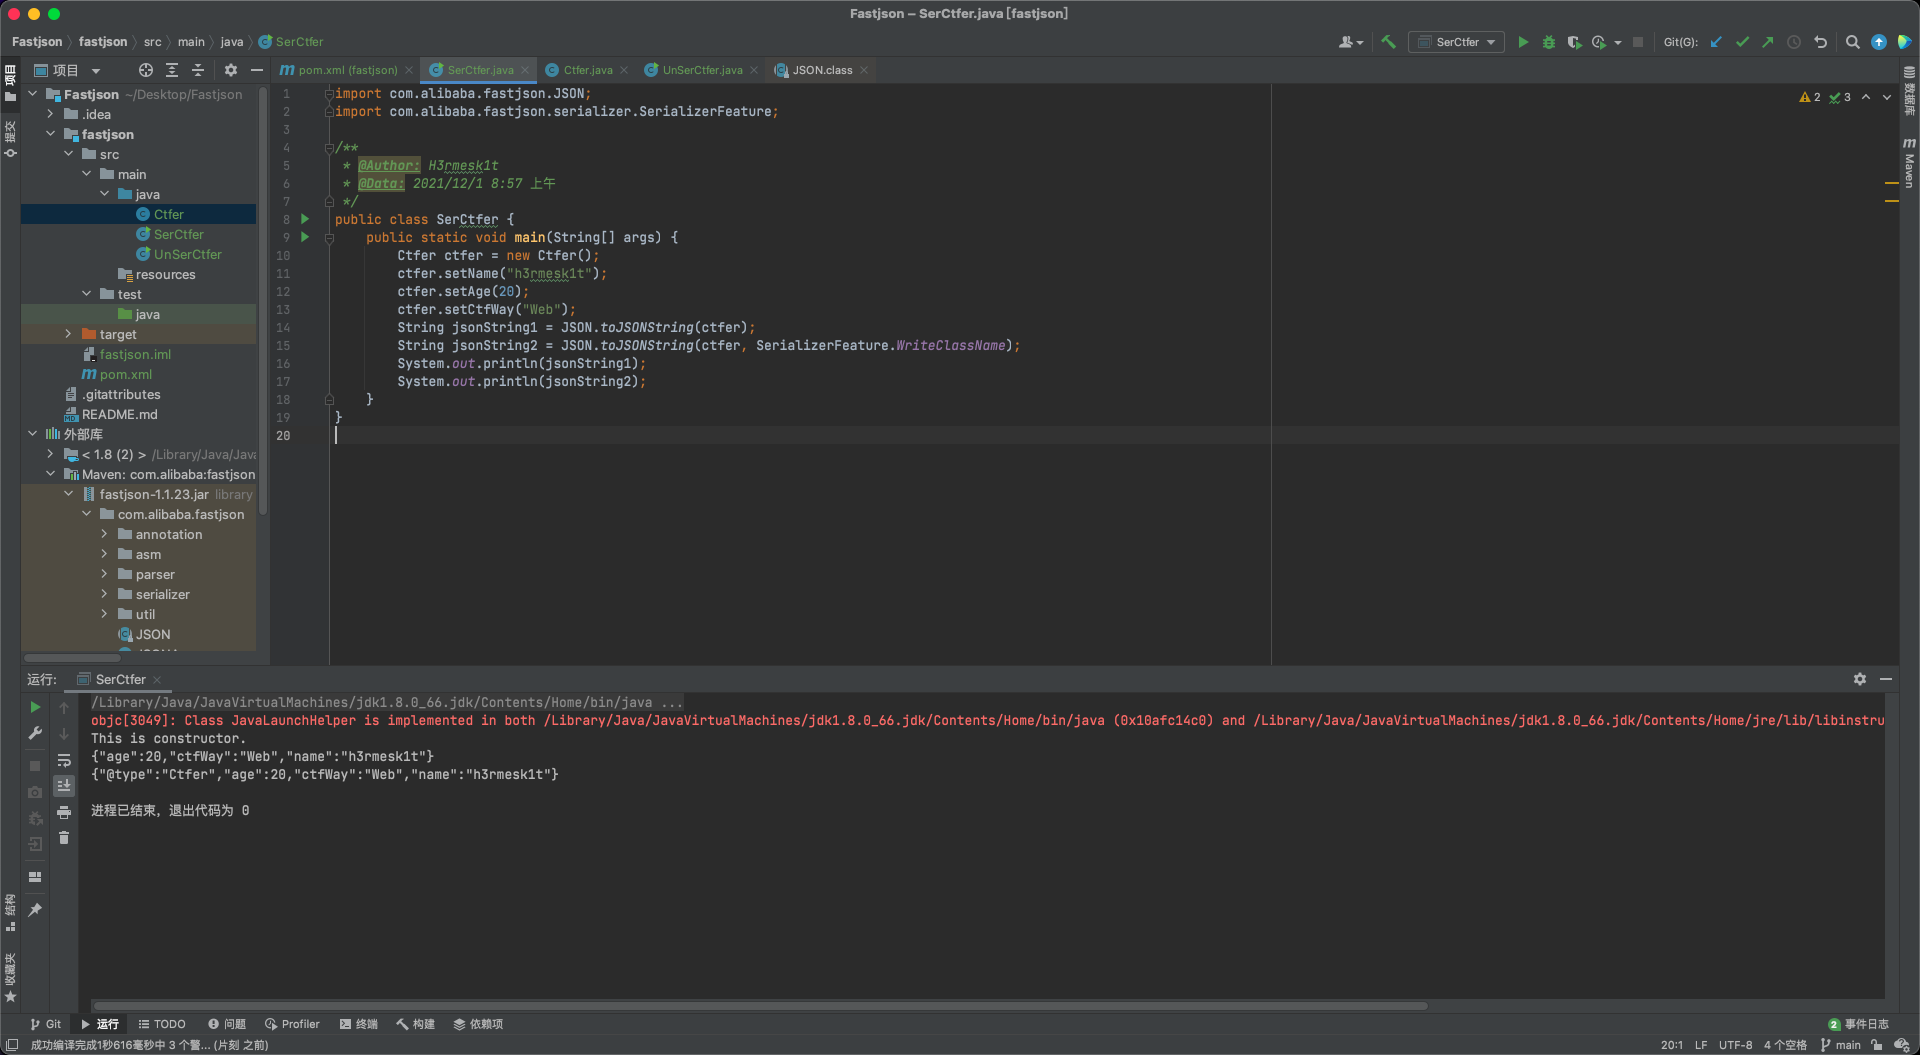 Fastjson – SerCtfer.java [fastjson]
Fastjson
fastjson
src
main
java
SerCtfer
SerCtfer
Git(G):
项目
pom.xml (fastjson)
SerCtfer.java
Ctfer.java
UnSerCtfer.java
JSON.class
项目
提交
结构
收藏夹
Fastjson ~/Desktop/Fastjson
.idea
fastjson
src
main
java
Ctfer
SerCtfer
UnSerCtfer
resources
test
java
target
fastjson.iml
pom.xml
.gitattributes
README.md
外部库
< 1.8 (2) > /Library/Java/Java
Maven: com.alibaba:fastjson
fastjson-1.1.23.jar library
com.alibaba.fastjson
annotation
asm
parser
serializer
util
JSON
1 import com.alibaba.fastjson.JSON;
2 import com.alibaba.fastjson.serializer.SerializerFeature;
3
4 /**
5 * @Author: H3rmesk1t
6 * @Data: 2021/12/1 8:57 上午
7 */
8 public class SerCtfer {
9 public static void main(String[] args) {
10 Ctfer ctfer = new Ctfer();
11 ctfer.setName("h3rmesk1t");
12 ctfer.setAge(20);
13 ctfer.setCtfWay("Web");
14 String jsonString1 = JSON.toJSONString(ctfer);
15 String jsonString2 = JSON.toJSONString(ctfer, SerializerFeature.WriteClassName);
16 System.out.println(jsonString1);
17 System.out.println(jsonString2);
18 }
19 }
20
2 3
数据库
Maven
运行: SerCtfer
/Library/Java/JavaVirtualMachines/jdk1.8.0_66.jdk/Contents/Home/bin/java ...
objc[3049]: Class JavaLaunchHelper is implemented in both /Library/Java/JavaVirtualMachines/jdk1.8.0_66.jdk/Contents/Home/bin/java (0x10afc14c0) and /Library/Java/JavaVirtualMachines/jdk1.8.0_66.jdk/Contents/Home/jre/lib/libinstru
This is constructor.
{"age":20,"ctfWay":"Web","name":"h3rmesk1t"}
{"@type":"Ctfer","age":20,"ctfWay":"Web","name":"h3rmesk1t"}
进程已结束，退出代码为 0
Git
运行
TODO
问题
Profiler
终端
构建
依赖项
2 事件日志
成功编译完成1秒616毫秒中 3 个警... (片刻 之前)
20:1 LF UTF-8 4 个空格 main